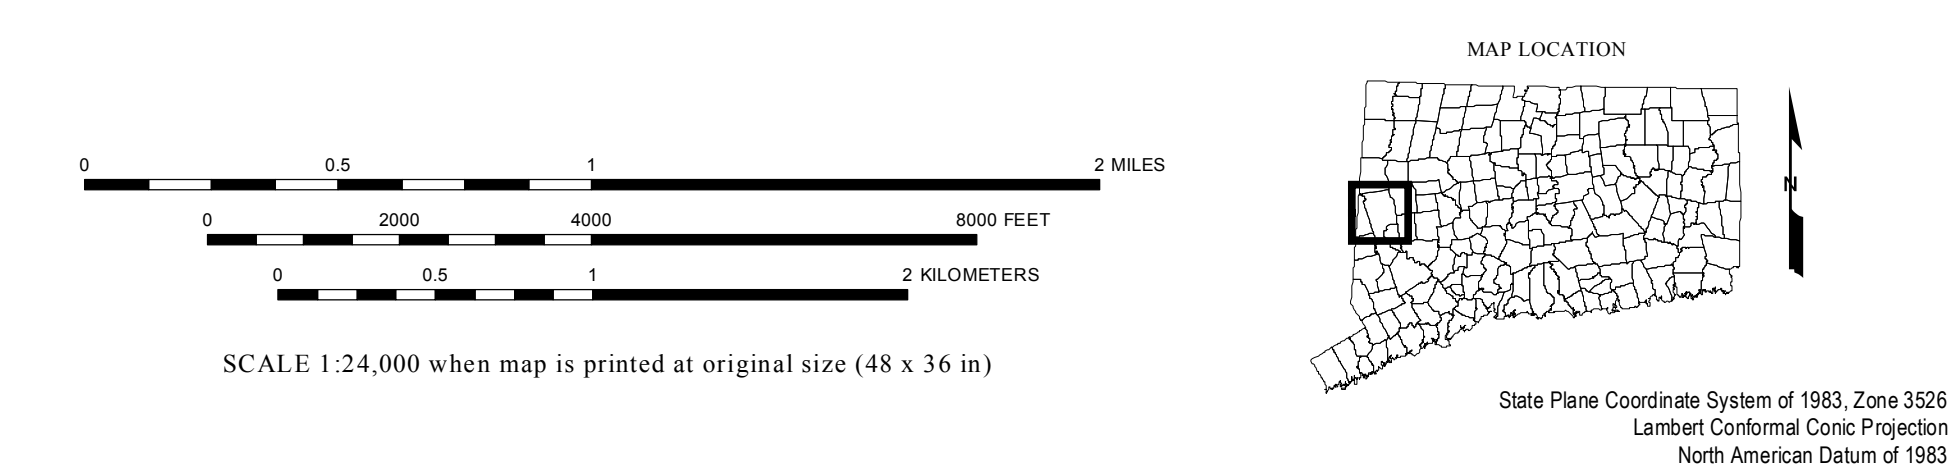 MAP LOCATION
0 0.5 1 2 MILES
0 2000 4000 8000 FEET
N
0 0.5 1 2 KILOMETERS
SCALE 1:24,000 when map is printed at original size (48 x 36 in)
State Plane Coordinate System of 1983, Zone 3526
Lambert Conformal Conic Projection
North American Datum of 1983